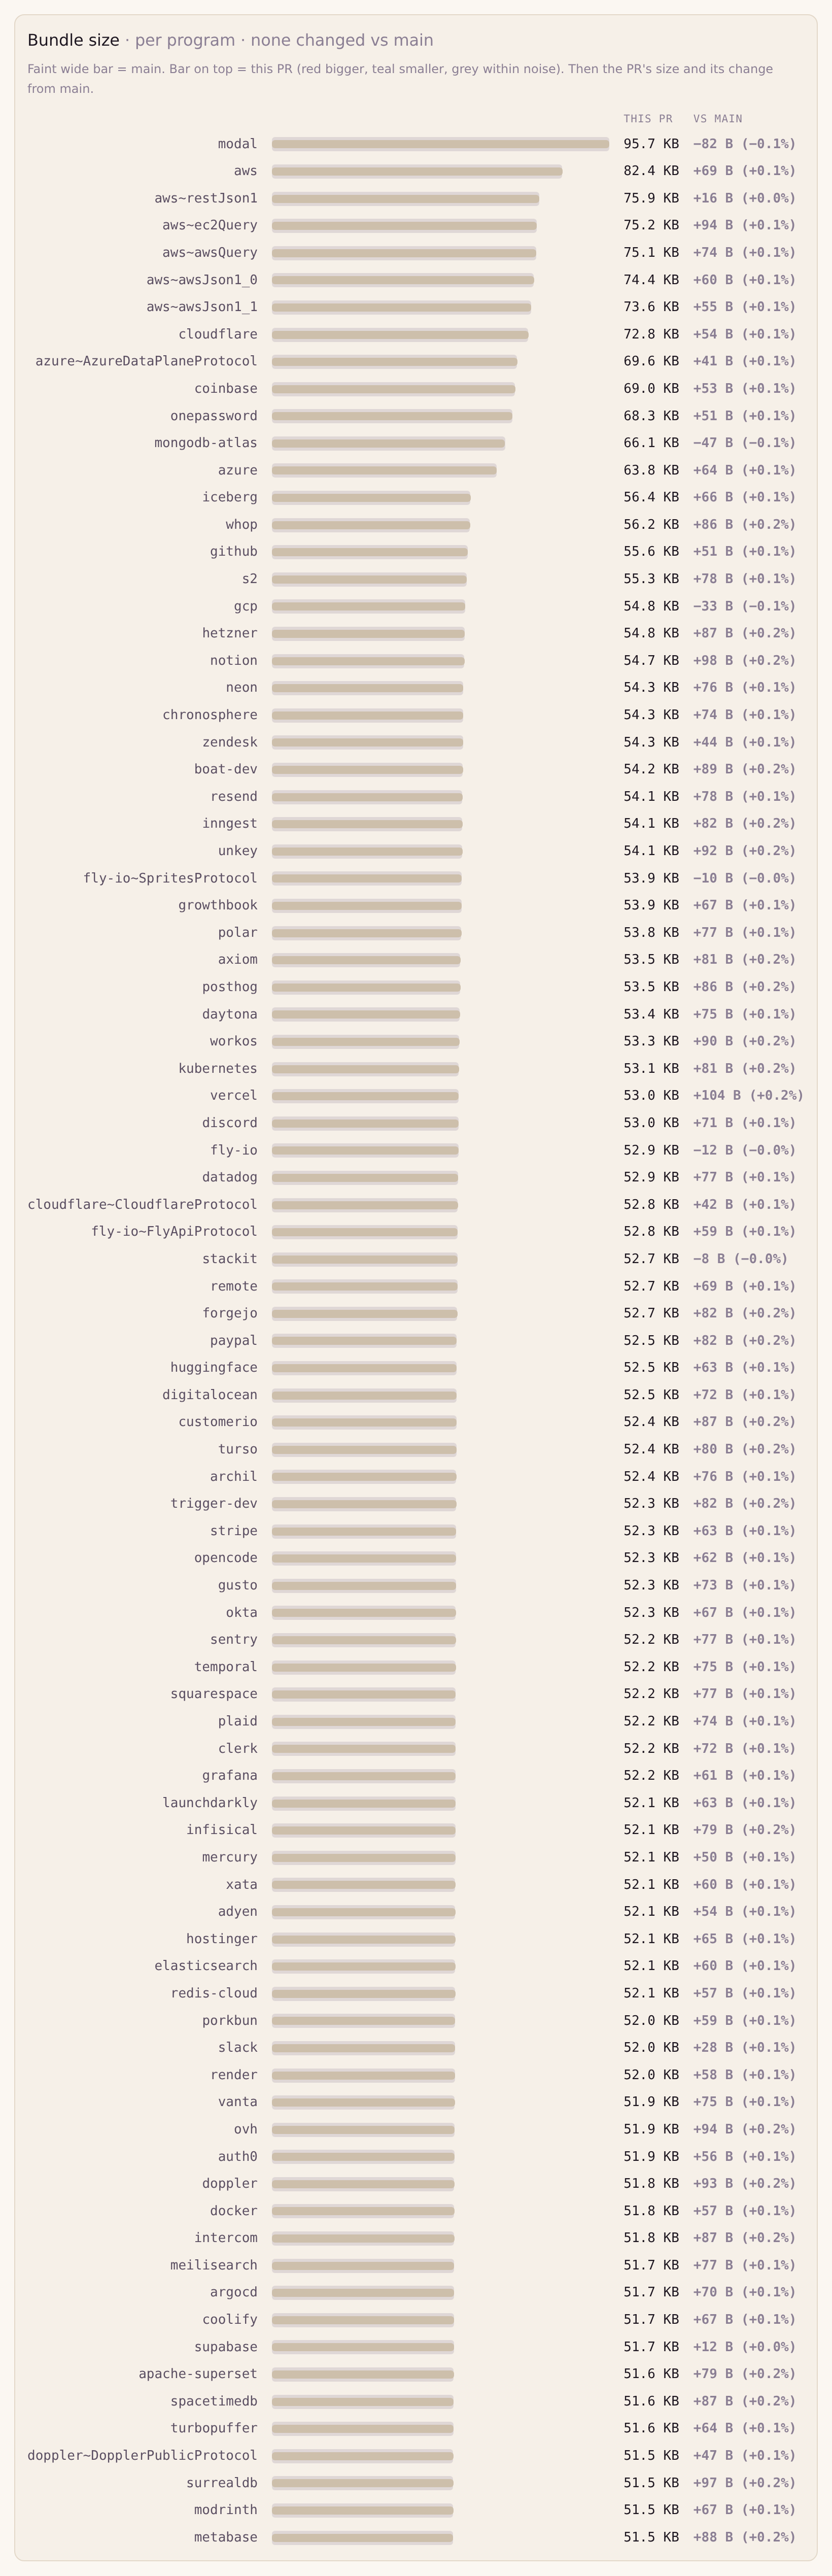 Bundle size · per program · none changed vs main
Faint wide bar = main. Bar on top = this PR (red bigger, teal smaller, grey within noise). Then the PR's size and its change
from main.
THIS PR VS MAIN
modal 95.7 KB −82 B (−0.1%)
aws 82.4 KB +69 B (+0.1%)
aws~restJson1 75.9 KB +16 B (+0.0%)
aws~ec2Query 75.2 KB +94 B (+0.1%)
aws~awsQuery 75.1 KB +74 B (+0.1%)
aws~awsJson1_0 74.4 KB +60 B (+0.1%)
aws~awsJson1_1 73.6 KB +55 B (+0.1%)
cloudflare 72.8 KB +54 B (+0.1%)
azure~AzureDataPlaneProtocol 69.6 KB +41 B (+0.1%)
coinbase 69.0 KB +53 B (+0.1%)
onepassword 68.3 KB +51 B (+0.1%)
mongodb-atlas 66.1 KB −47 B (−0.1%)
azure 63.8 KB +64 B (+0.1%)
iceberg 56.4 KB +66 B (+0.1%)
whop 56.2 KB +86 B (+0.2%)
github 55.6 KB +51 B (+0.1%)
s2 55.3 KB +78 B (+0.1%)
gcp 54.8 KB −33 B (−0.1%)
hetzner 54.8 KB +87 B (+0.2%)
notion 54.7 KB +98 B (+0.2%)
neon 54.3 KB +76 B (+0.1%)
chronosphere 54.3 KB +74 B (+0.1%)
zendesk 54.3 KB +44 B (+0.1%)
boat-dev 54.2 KB +89 B (+0.2%)
resend 54.1 KB +78 B (+0.1%)
inngest 54.1 KB +82 B (+0.2%)
unkey 54.1 KB +92 B (+0.2%)
fly-io~SpritesProtocol 53.9 KB −10 B (−0.0%)
growthbook 53.9 KB +67 B (+0.1%)
polar 53.8 KB +77 B (+0.1%)
axiom 53.5 KB +81 B (+0.2%)
posthog 53.5 KB +86 B (+0.2%)
daytona 53.4 KB +75 B (+0.1%)
workos 53.3 KB +90 B (+0.2%)
kubernetes 53.1 KB +81 B (+0.2%)
vercel 53.0 KB +104 B (+0.2%)
discord 53.0 KB +71 B (+0.1%)
fly-io 52.9 KB −12 B (−0.0%)
datadog 52.9 KB +77 B (+0.1%)
cloudflare~CloudflareProtocol 52.8 KB +42 B (+0.1%)
fly-io~FlyApiProtocol 52.8 KB +59 B (+0.1%)
stackit 52.7 KB −8 B (−0.0%)
remote 52.7 KB +69 B (+0.1%)
forgejo 52.7 KB +82 B (+0.2%)
paypal 52.5 KB +82 B (+0.2%)
huggingface 52.5 KB +63 B (+0.1%)
digitalocean 52.5 KB +72 B (+0.1%)
customerio 52.4 KB +87 B (+0.2%)
turso 52.4 KB +80 B (+0.2%)
archil 52.4 KB +76 B (+0.1%)
trigger-dev 52.3 KB +82 B (+0.2%)
stripe 52.3 KB +63 B (+0.1%)
opencode 52.3 KB +62 B (+0.1%)
gusto 52.3 KB +73 B (+0.1%)
okta 52.3 KB +67 B (+0.1%)
sentry 52.2 KB +77 B (+0.1%)
temporal 52.2 KB +75 B (+0.1%)
squarespace 52.2 KB +77 B (+0.1%)
plaid 52.2 KB +74 B (+0.1%)
clerk 52.2 KB +72 B (+0.1%)
grafana 52.2 KB +61 B (+0.1%)
launchdarkly 52.1 KB +63 B (+0.1%)
infisical 52.1 KB +79 B (+0.2%)
mercury 52.1 KB +50 B (+0.1%)
xata 52.1 KB +60 B (+0.1%)
adyen 52.1 KB +54 B (+0.1%)
hostinger 52.1 KB +65 B (+0.1%)
elasticsearch 52.1 KB +60 B (+0.1%)
redis-cloud 52.1 KB +57 B (+0.1%)
porkbun 52.0 KB +59 B (+0.1%)
slack 52.0 KB +28 B (+0.1%)
render 52.0 KB +58 B (+0.1%)
vanta 51.9 KB +75 B (+0.1%)
ovh 51.9 KB +94 B (+0.2%)
auth0 51.9 KB +56 B (+0.1%)
doppler 51.8 KB +93 B (+0.2%)
docker 51.8 KB +57 B (+0.1%)
intercom 51.8 KB +87 B (+0.2%)
meilisearch 51.7 KB +77 B (+0.1%)
argocd 51.7 KB +70 B (+0.1%)
coolify 51.7 KB +67 B (+0.1%)
supabase 51.7 KB +12 B (+0.0%)
apache-superset 51.6 KB +79 B (+0.2%)
spacetimedb 51.6 KB +87 B (+0.2%)
turbopuffer 51.6 KB +64 B (+0.1%)
doppler~DopplerPublicProtocol 51.5 KB +47 B (+0.1%)
surrealdb 51.5 KB +97 B (+0.2%)
modrinth 51.5 KB +67 B (+0.1%)
metabase 51.5 KB +88 B (+0.2%)